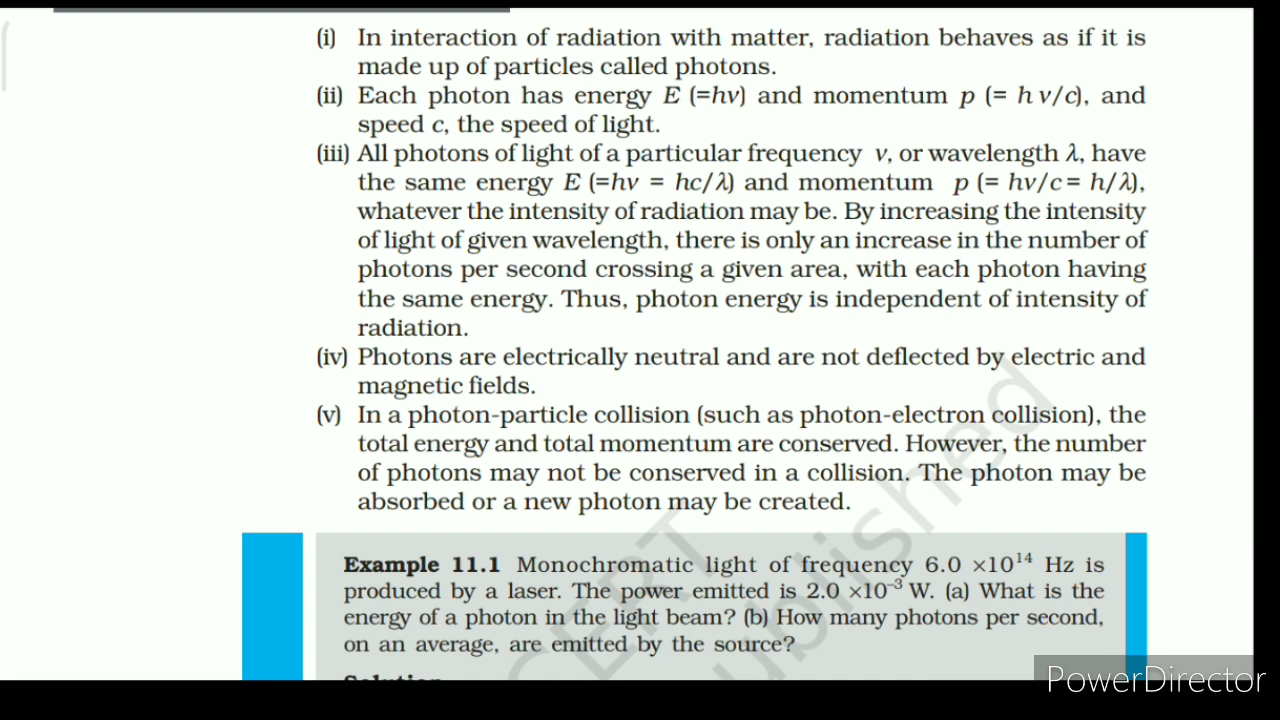 (i) In interaction of radiation with matter, radiation behaves as if it is
made up of particles called photons.
(ii) Each photon has energy E (=hν) and momentum p (= h ν/c), and
speed c, the speed of light.
(iii) All photons of light of a particular frequency ν, or wavelength λ, have
the same energy E (=hν = hc/λ) and momentum p (= hν/c= h/λ),
whatever the intensity of radiation may be. By increasing the intensity
of light of given wavelength, there is only an increase in the number of
photons per second crossing a given area, with each photon having
the same energy. Thus, photon energy is independent of intensity of
radiation.
(iv) Photons are electrically neutral and are not deflected by electric and
magnetic fields.
(v) In a photon-particle collision (such as photon-electron collision), the
total energy and total momentum are conserved. However, the number
of photons may not be conserved in a collision. The photon may be
absorbed or a new photon may be created.
Example 11.1 Monochromatic light of frequency 6.0 ×10¹⁴ Hz is
produced by a laser. The power emitted is 2.0 ×10⁻³ W. (a) What is the
energy of a photon in the light beam? (b) How many photons per second,
on an average, are emitted by the source?
Solution
CERT
ublished
PowerDirector